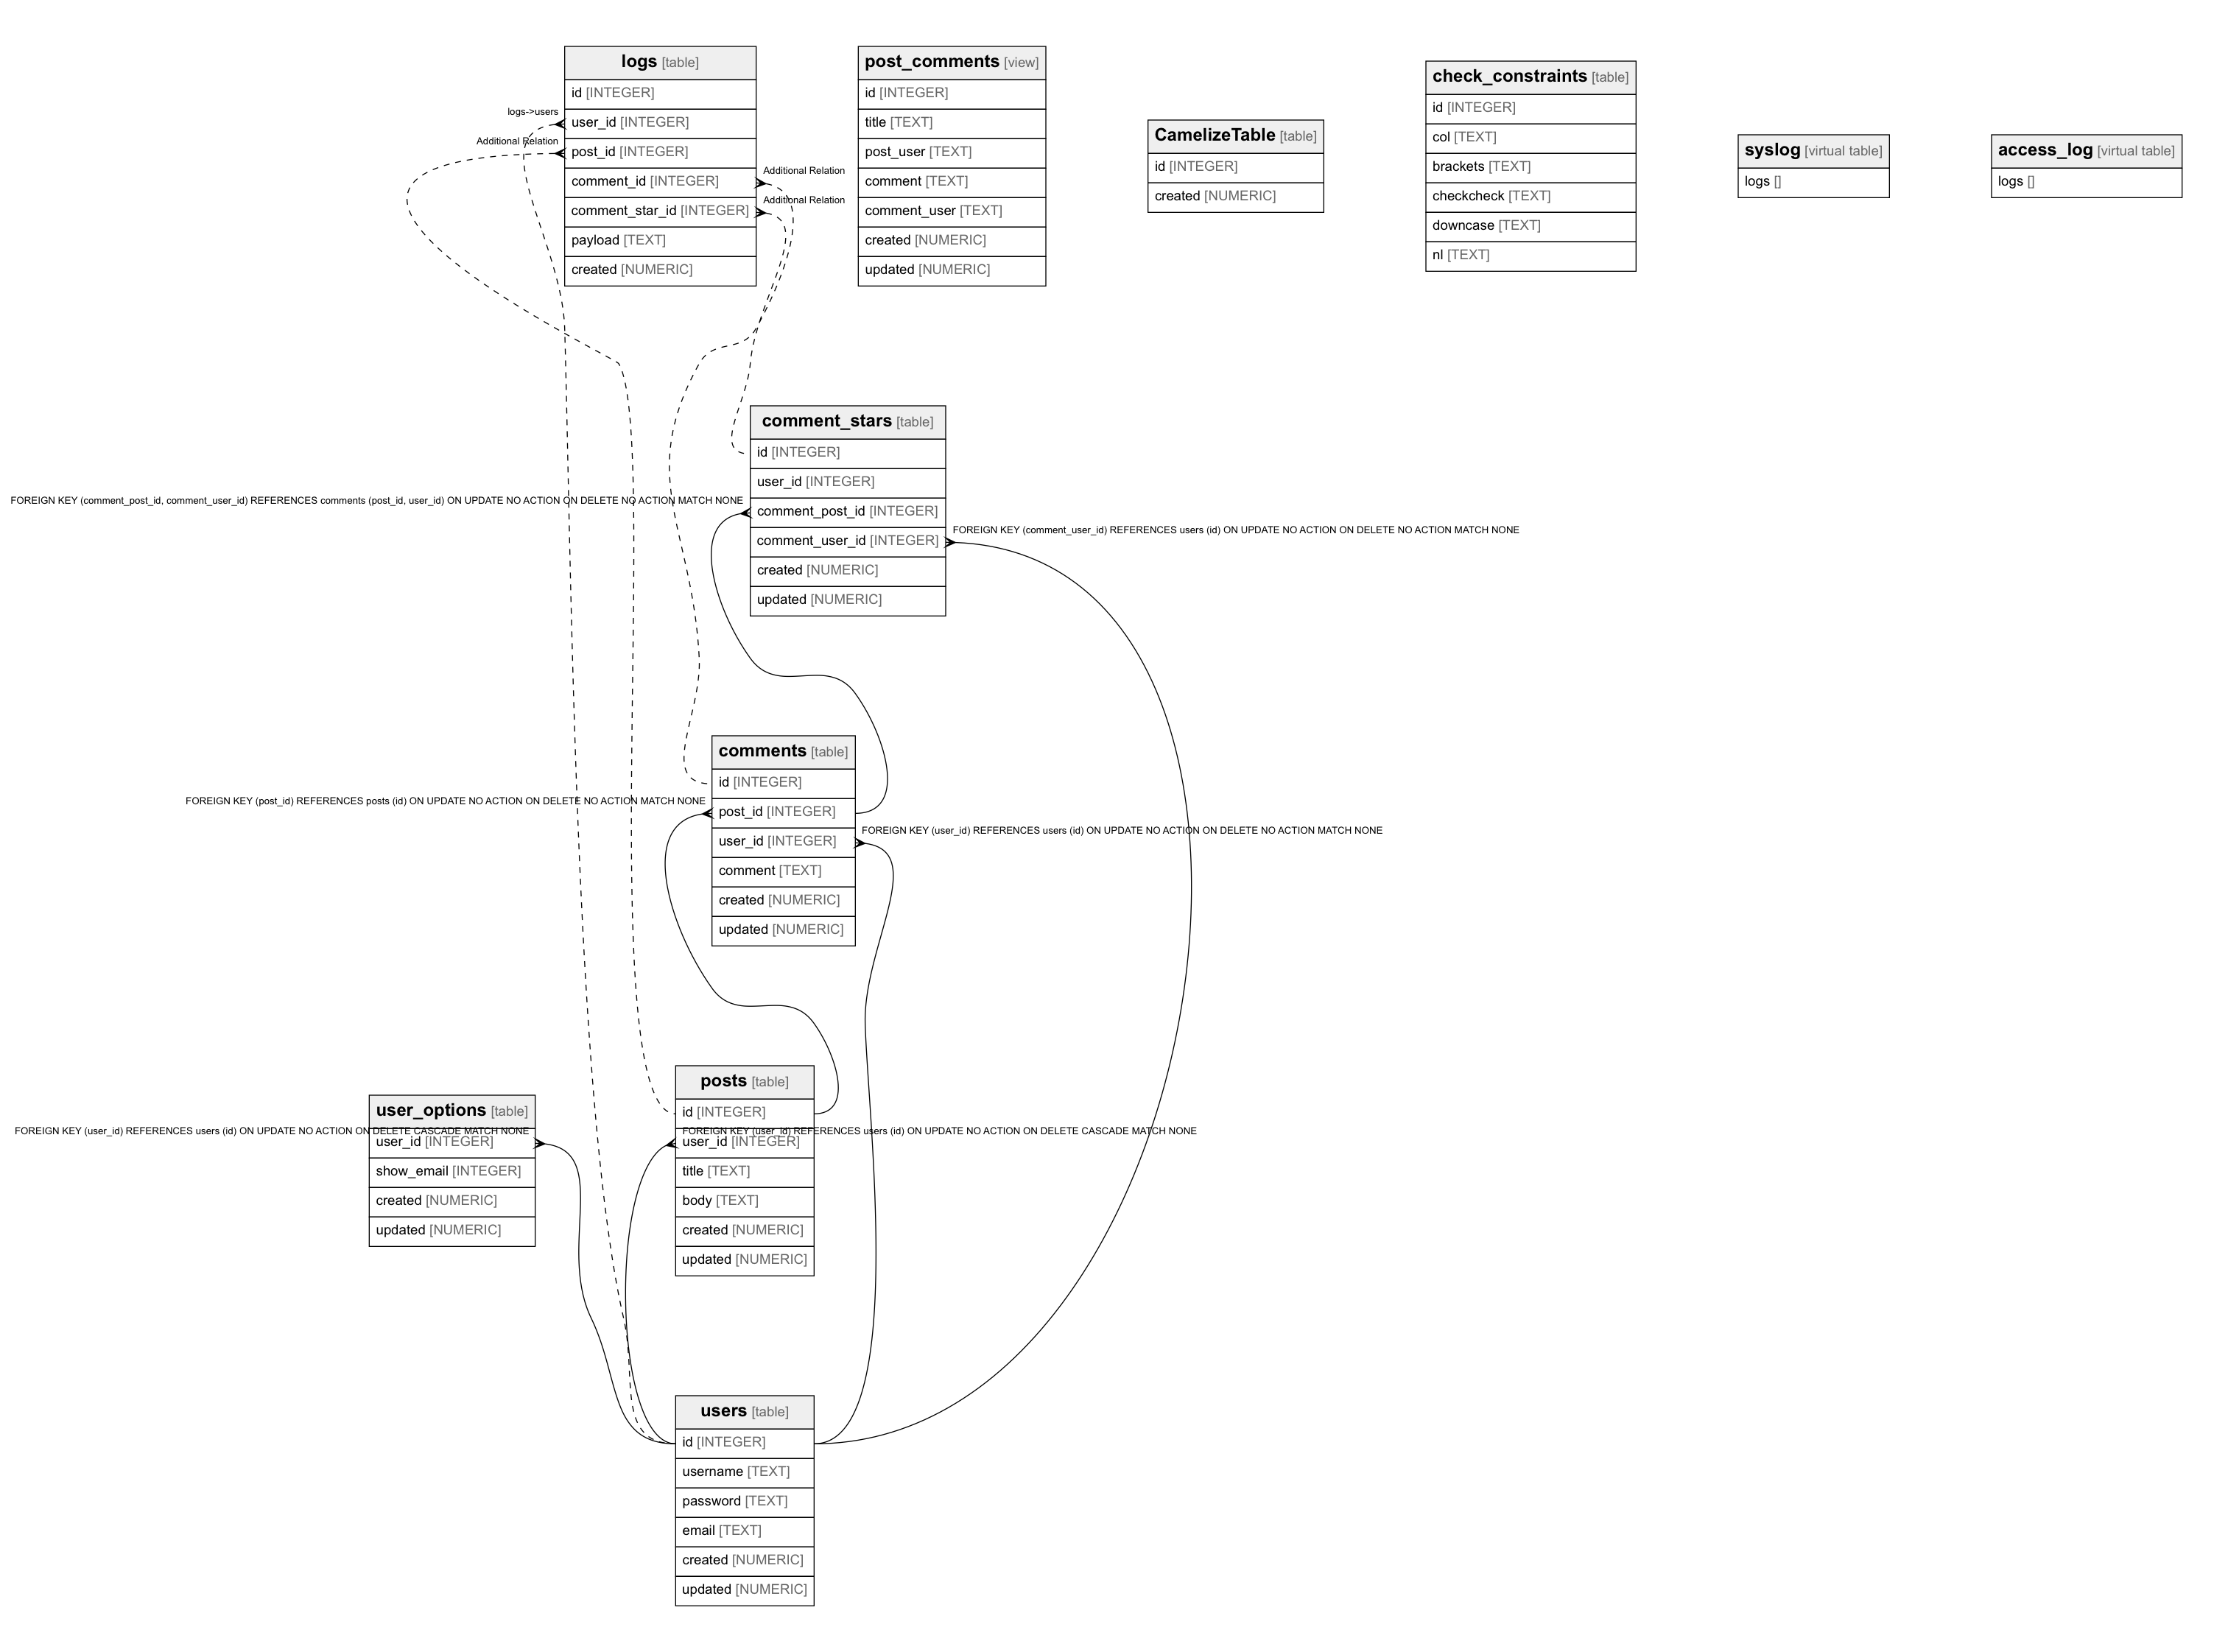 logs [table]
id [INTEGER]
logs->users
user_id [INTEGER]
Additional Relation
post_id [INTEGER]
comment_id [INTEGER]
Additional Relation
comment_star_id [INTEGER]
Additional Relation
payload [TEXT]
created [NUMERIC]
post_comments [view]
id [INTEGER]
title [TEXT]
post_user [TEXT]
comment [TEXT]
comment_user [TEXT]
created [NUMERIC]
updated [NUMERIC]
CamelizeTable [table]
id [INTEGER]
created [NUMERIC]
check_constraints [table]
id [INTEGER]
col [TEXT]
brackets [TEXT]
checkcheck [TEXT]
downcase [TEXT]
nl [TEXT]
syslog [virtual table]
logs []
access_log [virtual table]
logs []
comment_stars [table]
id [INTEGER]
user_id [INTEGER]
FOREIGN KEY (comment_post_id, comment_user_id) REFERENCES comments (post_id, user_id) ON UPDATE NO ACTION ON DELETE NO ACTION MATCH NONE
comment_post_id [INTEGER]
comment_user_id [INTEGER]
FOREIGN KEY (comment_user_id) REFERENCES users (id) ON UPDATE NO ACTION ON DELETE NO ACTION MATCH NONE
created [NUMERIC]
updated [NUMERIC]
comments [table]
id [INTEGER]
FOREIGN KEY (post_id) REFERENCES posts (id) ON UPDATE NO ACTION ON DELETE NO ACTION MATCH NONE
post_id [INTEGER]
user_id [INTEGER]
FOREIGN KEY (user_id) REFERENCES users (id) ON UPDATE NO ACTION ON DELETE NO ACTION MATCH NONE
comment [TEXT]
created [NUMERIC]
updated [NUMERIC]
user_options [table]
FOREIGN KEY (user_id) REFERENCES users (id) ON UPDATE NO ACTION ON DELETE CASCADE MATCH NONE
user_id [INTEGER]
show_email [INTEGER]
created [NUMERIC]
updated [NUMERIC]
posts [table]
id [INTEGER]
FOREIGN KEY (user_id) REFERENCES users (id) ON UPDATE NO ACTION ON DELETE CASCADE MATCH NONE
user_id [INTEGER]
title [TEXT]
body [TEXT]
created [NUMERIC]
updated [NUMERIC]
users [table]
id [INTEGER]
username [TEXT]
password [TEXT]
email [TEXT]
created [NUMERIC]
updated [NUMERIC]